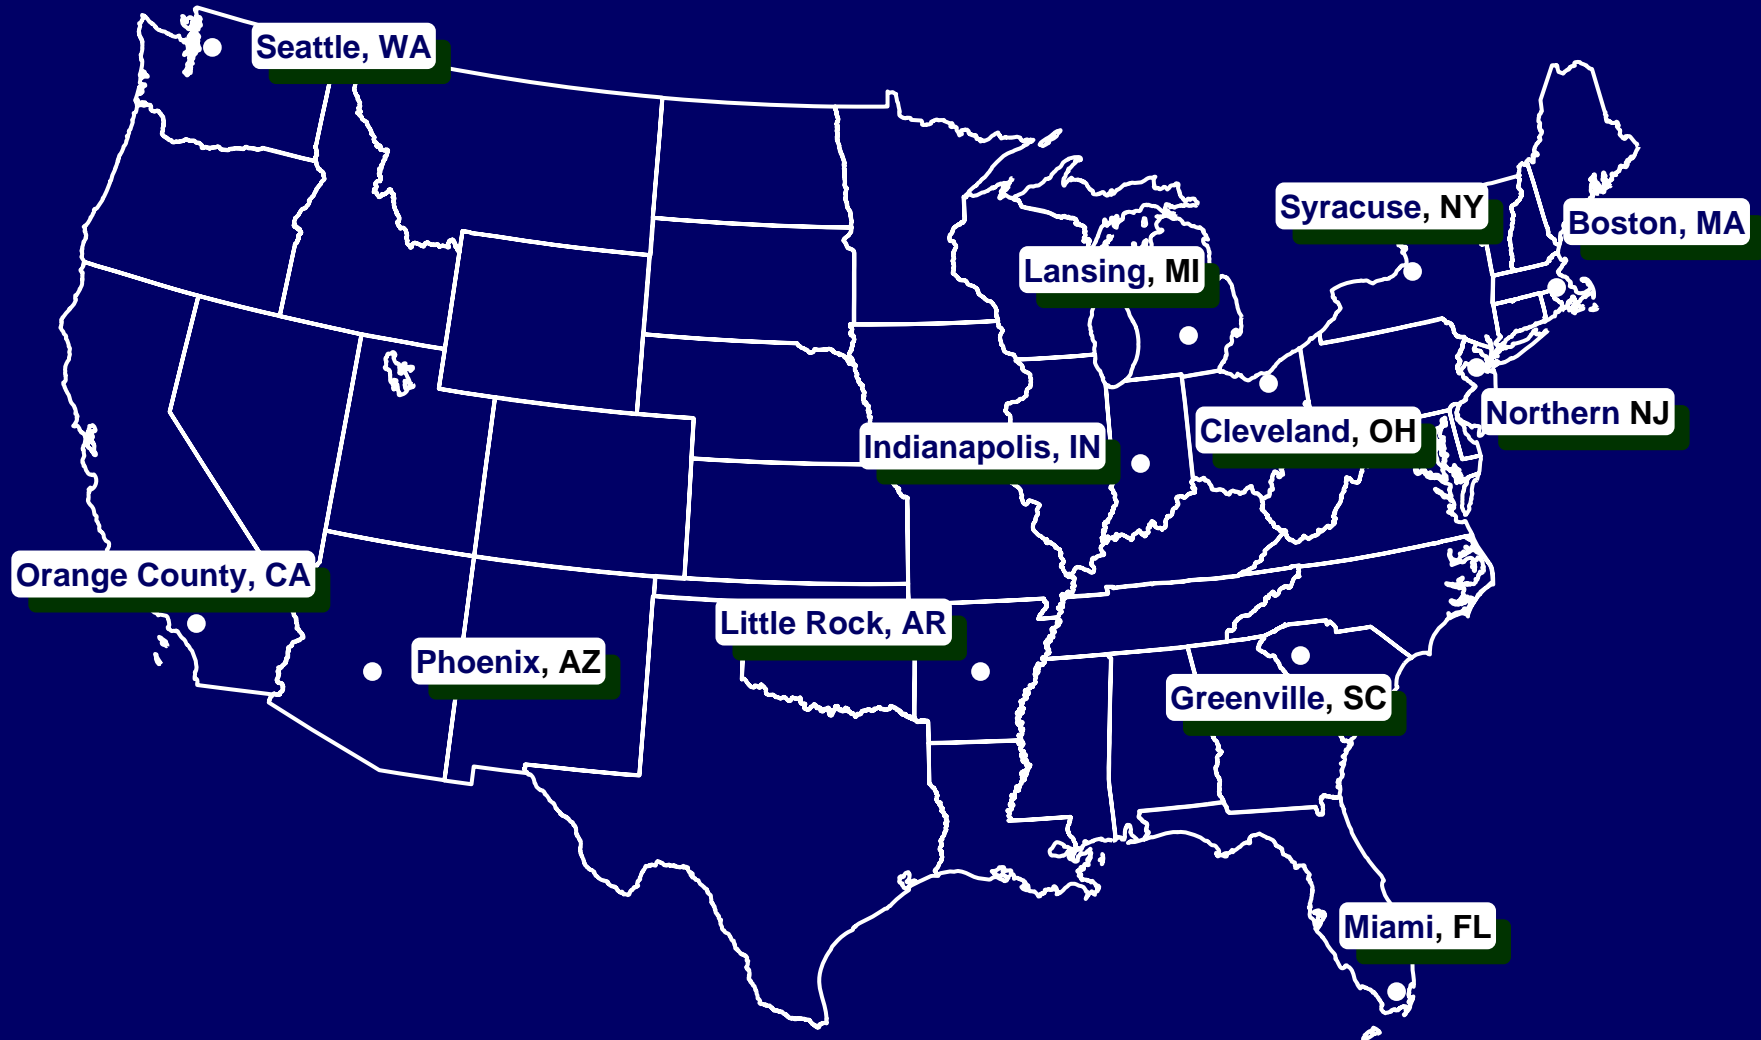 Seattle, WA
Syracuse, NY
Boston, MA
Lansing, MI
Northern NJ
Cleveland, OH
Indianapolis, IN
Orange County, CA
Little Rock, AR
Phoenix, AZ
Greenville, SC
Miami, FL